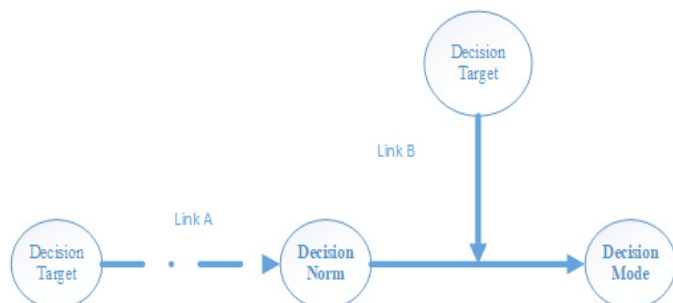 Decision
Target
Link B
Link A
Decision
Target
Decision
Norm
Decision
Mode